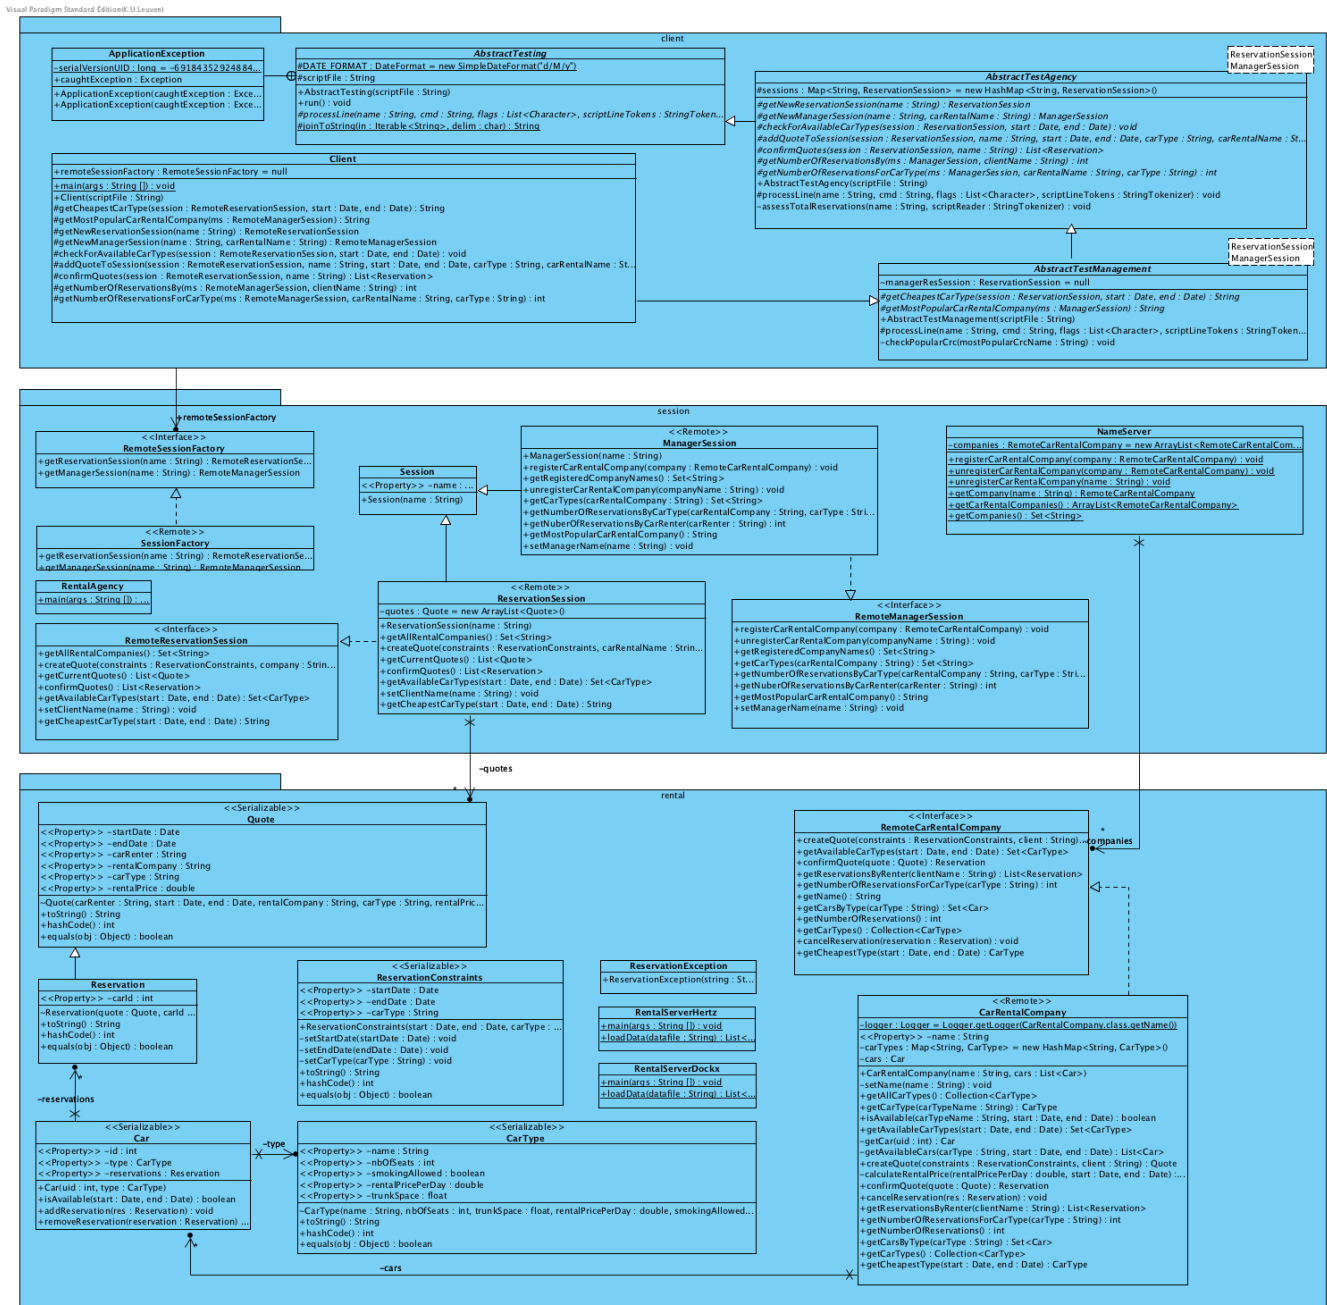 Visual Paradigm Standard Edition(K.U.Leuven)
client
ApplicationException
-serialVersionUID : long = -69184352924884...
+caughtException : Exception
+ApplicationException(caughtException : Exce...
+ApplicationException(caughtException : Exce...
AbstractTesting
#DATE_FORMAT : DateFormat = new SimpleDateFormat("d/M/y")
#scriptFile : String
+AbstractTesting(scriptFile : String)
+run() : void
#processLine(name : String, cmd : String, flags : List<Character>, scriptLineTokens : StringToken...
#joinToString(in : Iterable<String>, delim : char) : String
ReservationSession
ManagerSession
AbstractTestAgency
#sessions : Map<String, ReservationSession> = new HashMap<String, ReservationSession>()
#getNewReservationSession(name : String) : ReservationSession
#getNewManagerSession(name : String, carRentalName : String) : ManagerSession
#checkForAvailableCarTypes(session : ReservationSession, start : Date, end : Date) : void
#addQuoteToSession(session : ReservationSession, name : String, start : Date, end : Date, carType : String, carRentalName : St...
#confirmQuotes(session : ReservationSession, name : String) : List<Reservation>
#getNumberOfReservationsBy(ms : ManagerSession, clientName : String) : int
#getNumberOfReservationsForCarType(ms : ManagerSession, carRentalName : String, carType : String) : int
+AbstractTestAgency(scriptFile : String)
#processLine(name : String, cmd : String, flags : List<Character>, scriptLineTokens : StringTokenizer) : void
-assessTotalReservations(name : String, scriptReader : StringTokenizer) : void
Client
+remoteSessionFactory : RemoteSessionFactory = null
+main(args : String []) : void
+Client(scriptFile : String)
#getCheapestCarType(session : RemoteReservationSession, start : Date, end : Date) : String
#getMostPopularCarRentalCompany(ms : RemoteManagerSession) : String
#getNewReservationSession(name : String) : RemoteReservationSession
#getNewManagerSession(name : String, carRentalName : String) : RemoteManagerSession
#checkForAvailableCarTypes(session : RemoteReservationSession, start : Date, end : Date) : void
#addQuoteToSession(session : RemoteReservationSession, name : String, start : Date, end : Date, carType : String, carRentalName : St...
#confirmQuotes(session : RemoteReservationSession, name : String) : List<Reservation>
#getNumberOfReservationsBy(ms : RemoteManagerSession, clientName : String) : int
#getNumberOfReservationsForCarType(ms : RemoteManagerSession, carRentalName : String, carType : String) : int
ReservationSession
ManagerSession
AbstractTestManagement
-managerResSession : ReservationSession = null
#getCheapestCarType(session : ReservationSession, start : Date, end : Date) : String
#getMostPopularCarRentalCompany(ms : ManagerSession) : String
+AbstractTestManagement(scriptFile : String)
#processLine(name : String, cmd : String, flags : List<Character>, scriptLineTokens : StringToken...
-checkPopularCrc(mostPopularCrcName : String) : void
session
+remoteSessionFactory
<<Interface>>
RemoteSessionFactory
+getReservationSession(name : String) : RemoteReservationSe...
+getManagerSession(name : String) : RemoteManagerSession
<<Remote>>
SessionFactory
+getReservationSession(name : String) : RemoteReservationSe...
+getManagerSession(name : String) : RemoteManagerSession
RentalAgency
+main(args : String []) : ...
<<Interface>>
RemoteReservationSession
+getAllRentalCompanies() : Set<String>
+createQuote(constraints : ReservationConstraints, company : Strin...
+getCurrentQuotes() : List<Quote>
+confirmQuotes() : List<Reservation>
+getAvailableCarTypes(start : Date, end : Date) : Set<CarType>
+setClientName(name : String) : void
+getCheapestCarType(start : Date, end : Date) : String
Session
<<Property>> -name : ...
+Session(name : String)
<<Remote>>
ManagerSession
+ManagerSession(name : String)
+registerCarRentalCompany(company : RemoteCarRentalCompany) : void
+getRegisteredCompanyNames() : Set<String>
+unregisterCarRentalCompany(companyName : String) : void
+getCarTypes(carRentalCompany : String) : Set<String>
+getNumberOfReservationsByCarType(carRentalCompany : String, carType : Stri...
+getNuberOfReservationsByCarRenter(carRenter : String) : int
+getMostPopularCarRentalCompany() : String
+setManagerName(name : String) : void
NameServer
-companies : RemoteCarRentalCompany = new ArrayList<RemoteCarRentalCom...
+registerCarRentalCompany(company : RemoteCarRentalCompany) : void
+unregisterCarRentalCompany(company : RemoteCarRentalCompany) : void
+unregisterCarRentalCompany(name : String) : void
+getCompany(name : String) : RemoteCarRentalCompany
+getCarRentalCompanies() : ArrayList<RemoteCarRentalCompany>
+getCompanies() : Set<String>
<<Remote>>
ReservationSession
-quotes : Quote = new ArrayList<Quote>()
+ReservationSession(name : String)
+getAllRentalCompanies() : Set<String>
+createQuote(constraints : ReservationConstraints, carRentalName : Strin...
+getCurrentQuotes() : List<Quote>
+confirmQuotes() : List<Reservation>
+getAvailableCarTypes(start : Date, end : Date) : Set<CarType>
+setClientName(name : String) : void
+getCheapestCarType(start : Date, end : Date) : String
<<Interface>>
RemoteManagerSession
+registerCarRentalCompany(company : RemoteCarRentalCompany) : void
+unregisterCarRentalCompany(companyName : String) : void
+getRegisteredCompanyNames() : Set<String>
+getCarTypes(carRentalCompany : String) : Set<String>
+getNumberOfReservationsByCarType(carRentalCompany : String, carType : Stri...
+getNuberOfReservationsByCarRenter(carRenter : String) : int
+getMostPopularCarRentalCompany() : String
+setManagerName(name : String) : void
-quotes
*
rental
<<Serializable>>
Quote
<<Property>> -startDate : Date
<<Property>> -endDate : Date
<<Property>> -carRenter : String
<<Property>> -rentalCompany : String
<<Property>> -carType : String
<<Property>> -rentalPrice : double
~Quote(carRenter : String, start : Date, end : Date, rentalCompany : String, carType : String, rentalPric...
+toString() : String
+hashCode() : int
+equals(obj : Object) : boolean
<<Interface>>
RemoteCarRentalCompany
+createQuote(constraints : ReservationConstraints, client : String)...
+getAvailableCarTypes(start : Date, end : Date) : Set<CarType>
+confirmQuote(quote : Quote) : Reservation
+getReservationsByRenter(clientName : String) : List<Reservation>
+getNumberOfReservationsForCarType(carType : String) : int
+getName() : String
+getCarsByType(carType : String) : Set<Car>
+getNumberOfReservations() : int
+getCarTypes() : Collection<CarType>
+cancelReservation(reservation : Reservation) : void
+getCheapestType(start : Date, end : Date) : CarType
*
-companies
Reservation
<<Property>> -carId : int
~Reservation(quote : Quote, carId ...
+toString() : String
+hashCode() : int
+equals(obj : Object) : boolean
<<Serializable>>
ReservationConstraints
<<Property>> -startDate : Date
<<Property>> -endDate : Date
<<Property>> -carType : String
+ReservationConstraints(start : Date, end : Date, carType : ...
-setStartDate(startDate : Date) : void
-setEndDate(endDate : Date) : void
-setCarType(carType : String) : void
+toString() : String
+hashCode() : int
+equals(obj : Object) : boolean
ReservationException
+ReservationException(string : St...
RentalServerHertz
+main(args : String []) : void
+loadData(datafile : String) : List<...
RentalServerDockx
+main(args : String []) : void
+loadData(datafile : String) : List<...
<<Remote>>
CarRentalCompany
-logger : Logger = Logger.getLogger(CarRentalCompany.class.getName())
<<Property>> -name : String
-carTypes : Map<String, CarType> = new HashMap<String, CarType>()
-cars : Car
+CarRentalCompany(name : String, cars : List<Car>)
-setName(name : String) : void
+getAllCarTypes() : Collection<CarType>
+getCarType(carTypeName : String) : CarType
+isAvailable(carTypeName : String, start : Date, end : Date) : boolean
+getAvailableCarTypes(start : Date, end : Date) : Set<CarType>
-getCar(uid : int) : Car
-getAvailableCars(carType : String, start : Date, end : Date) : List<Car>
+createQuote(constraints : ReservationConstraints, client : String) : Quote
-calculateRentalPrice(rentalPricePerDay : double, start : Date, end : Date) :...
+confirmQuote(quote : Quote) : Reservation
+cancelReservation(res : Reservation) : void
+getReservationsByRenter(clientName : String) : List<Reservation>
+getNumberOfReservationsForCarType(carType : String) : int
+getNumberOfReservations() : int
+getCarsByType(carType : String) : Set<Car>
+getCarTypes() : Collection<CarType>
+getCheapestType(start : Date, end : Date) : CarType
*
-reservations
<<Serializable>>
Car
<<Property>> -id : int
<<Property>> -type : CarType
<<Property>> -reservations : Reservation
+Car(uid : int, type : CarType)
+isAvailable(start : Date, end : Date) : boolean
+addReservation(res : Reservation) : void
+removeReservation(reservation : Reservation) ...
-type
<<Serializable>>
CarType
<<Property>> -name : String
<<Property>> -nbOfSeats : int
<<Property>> -smokingAllowed : boolean
<<Property>> -rentalPricePerDay : double
<<Property>> -trunkSpace : float
~CarType(name : String, nbOfSeats : int, trunkSpace : float, rentalPricePerDay : double, smokingAllowed...
+toString() : String
+hashCode() : int
+equals(obj : Object) : boolean
*
-cars